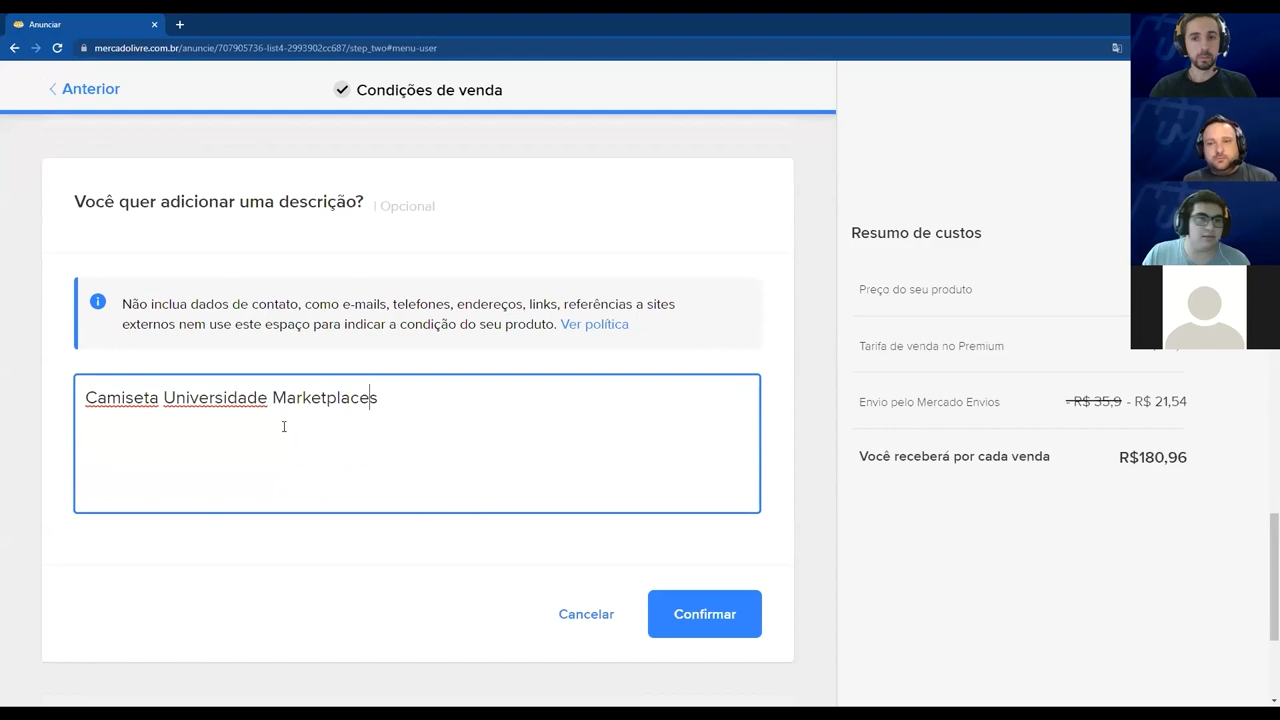 Anunciar
mercadolivre.com.br/anuncie/707905736-list4-2993902cc687/step_two#menu-user
Anterior
Condições de venda
Você quer adicionar uma descrição? | Opcional
Não inclua dados de contato, como e-mails, telefones, endereços, links, referências a sites
externos nem use este espaço para indicar a condição do seu produto. Ver política
Camiseta Universidade Marketplaces
Cancelar
Confirmar
Resumo de custos
Preço do seu produto
Tarifa de venda no Premium
Envio pelo Mercado Envios - R$ 35,9 - R$ 21,54
Você receberá por cada venda R$180,96